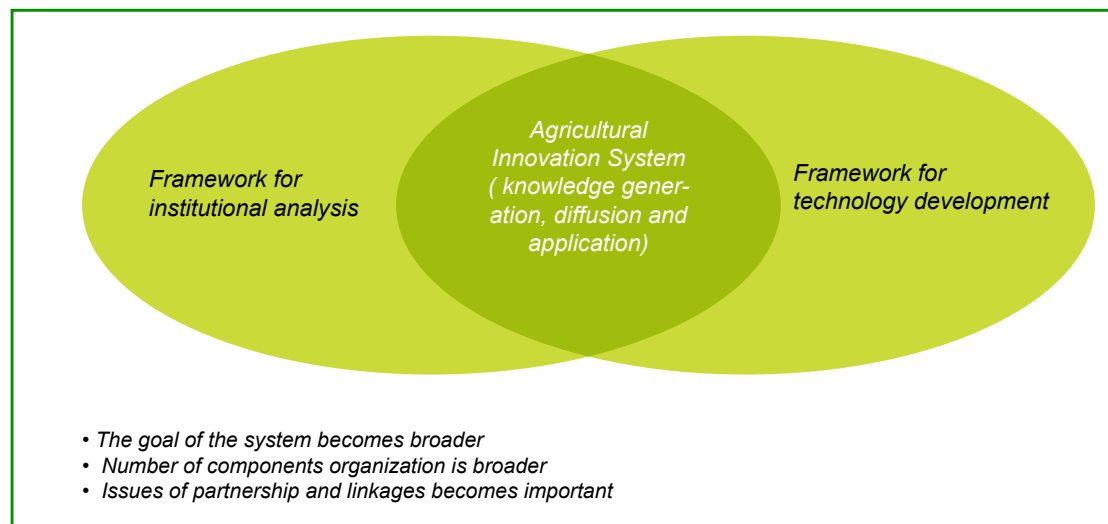 Framework for
institutional analysis
Agricultural
Innovation System
( knowledge gener-
ation, diffusion and
application)
Framework for
technology development
• The goal of the system becomes broader
• Number of components organization is broader
• Issues of partnership and linkages becomes important